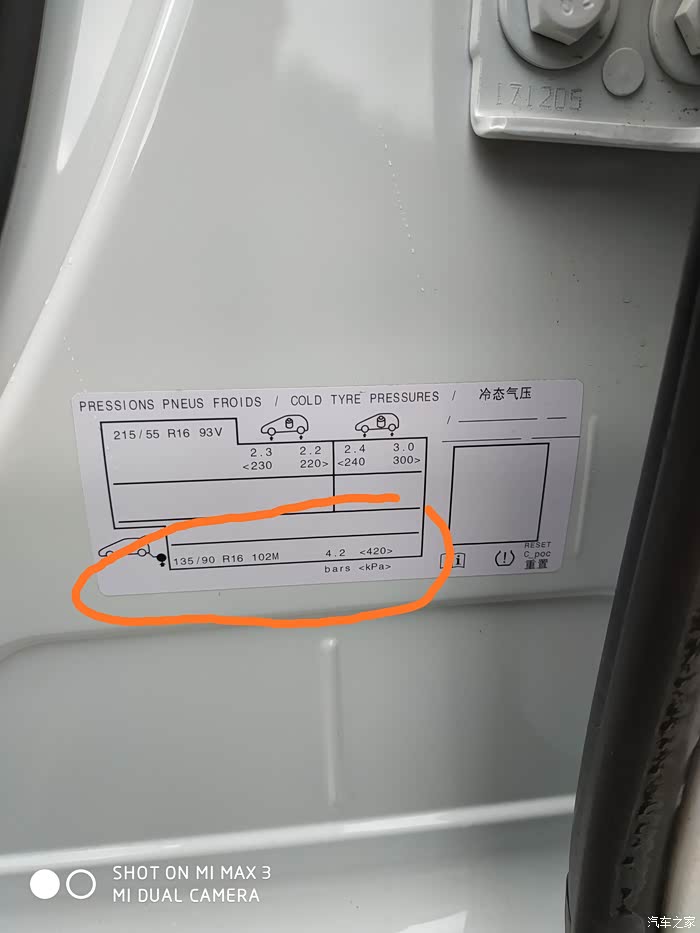 171205
PRESSIONS PNEUS FROIDS / COLD TYRE PRESSURES / 冷态气压
/
215/55 R16 93V
2.3 2.2 2.4 3.0
<230 220> <240 300>
135/90 R16 102M 4.2 <420>
bars <kPa>
i
(!)
RESET
C_poc
重置
SHOT ON MI MAX 3
MI DUAL CAMERA
汽车之家